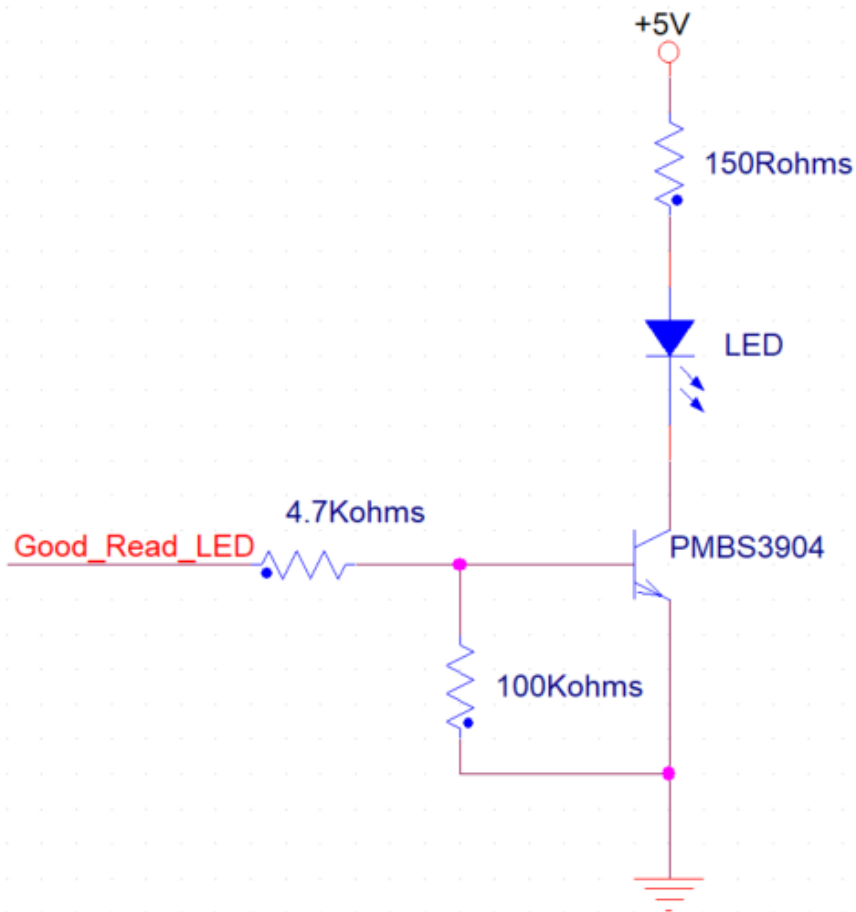 +5V
150Rohms
LED
4.7Kohms
Good_Read_LED
PMBS3904
100Kohms